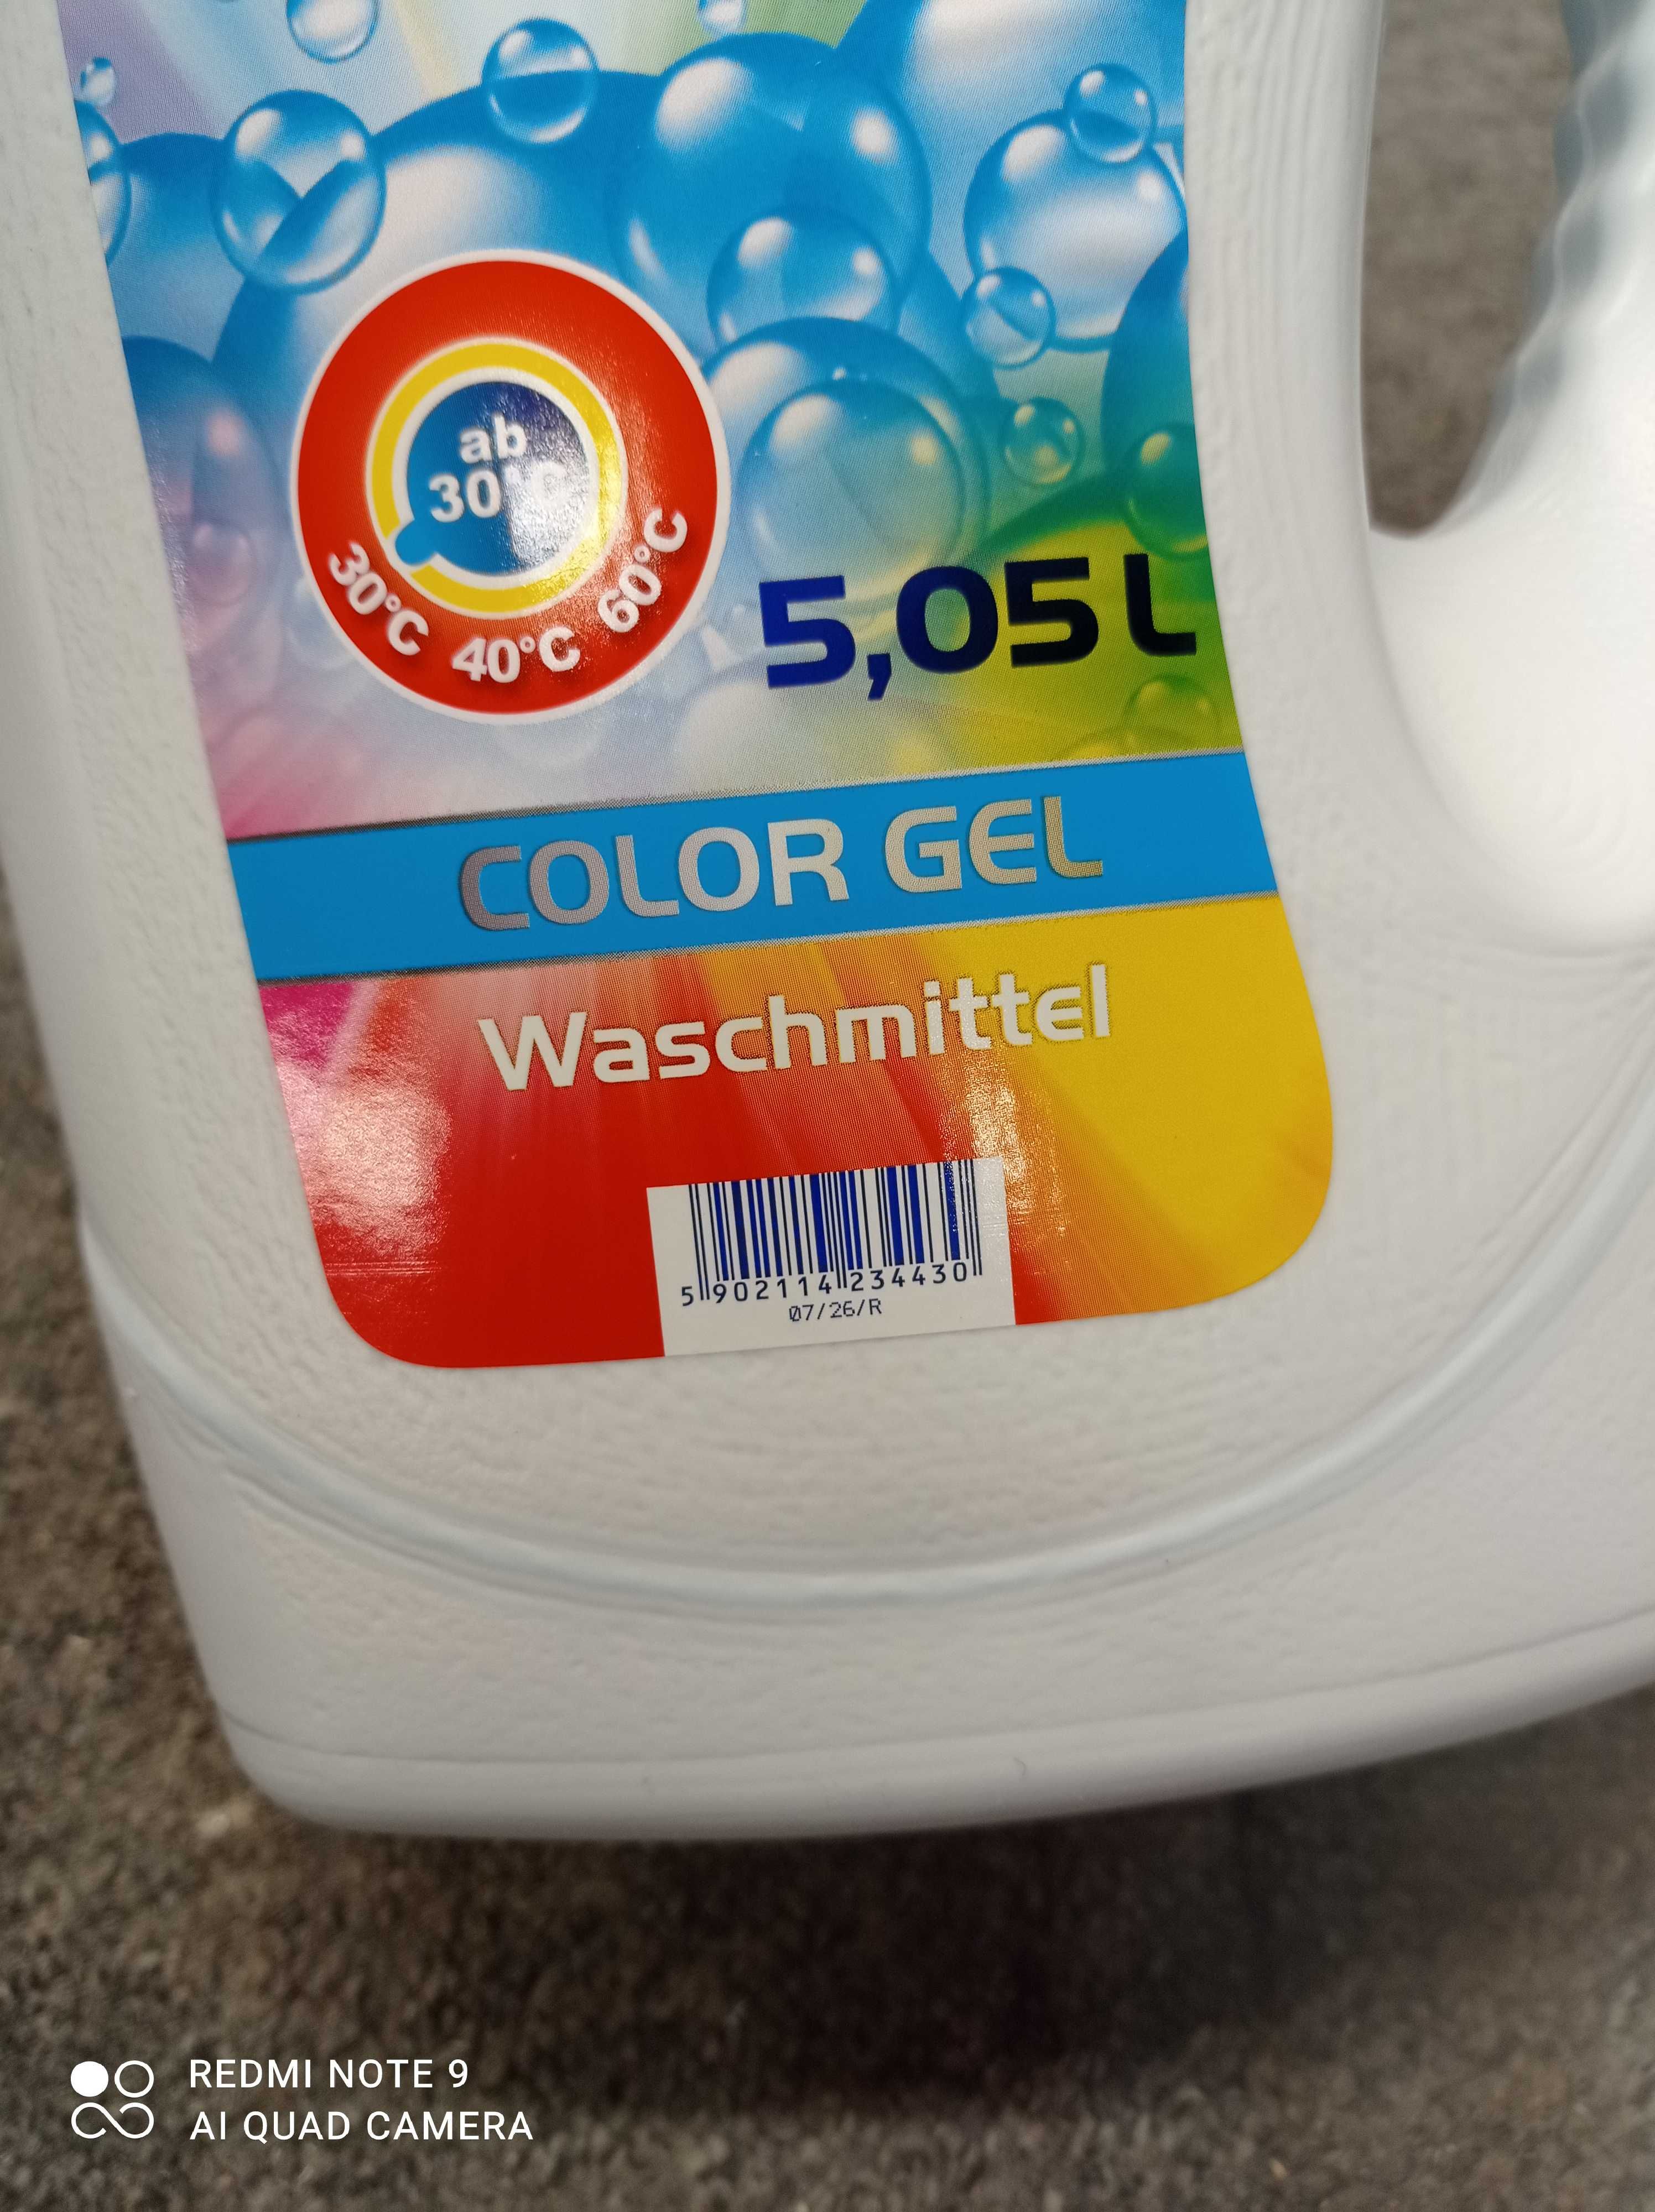 ab
30°C
30°C 40°C 60°C
5,05 L
COLOR GEL
Waschmittel
5 902114 234430
07/26/R
REDMI NOTE 9
AI QUAD CAMERA